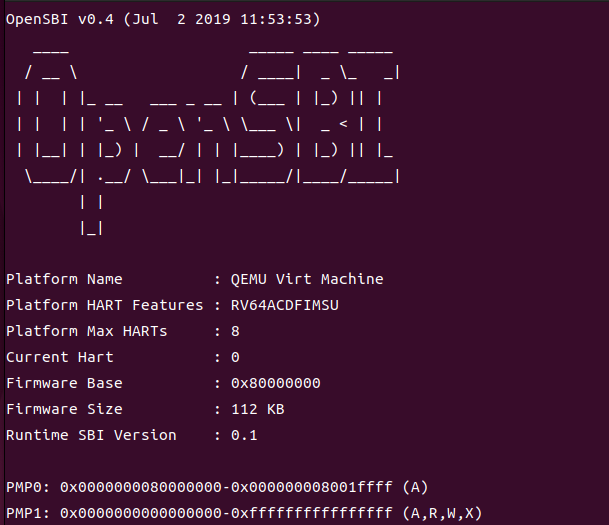 OpenSBI v0.4 (Jul  2 2019 11:53:53)
   ____                    _____ ____ _____
  / __ \                  / ____|  _ \_   _|
 | |  | |_ __   ___ _ __ | (___ | |_) || |
 | |  | | '_ \ / _ \ '_ \ \___ \|  _ < | |
 | |__| | |_) |  __/ | | |____) | |_) || |_
  \____/| .__/ \___|_| |_|_____/|____/_____|
        | |
        |_|

Platform Name          : QEMU Virt Machine
Platform HART Features : RV64ACDFIMSU
Platform Max HARTs     : 8
Current Hart           : 0
Firmware Base          : 0x80000000
Firmware Size          : 112 KB
Runtime SBI Version    : 0.1

PMP0: 0x0000000080000000-0x000000008001ffff (A)
PMP1: 0x0000000000000000-0xffffffffffffffff (A,R,W,X)